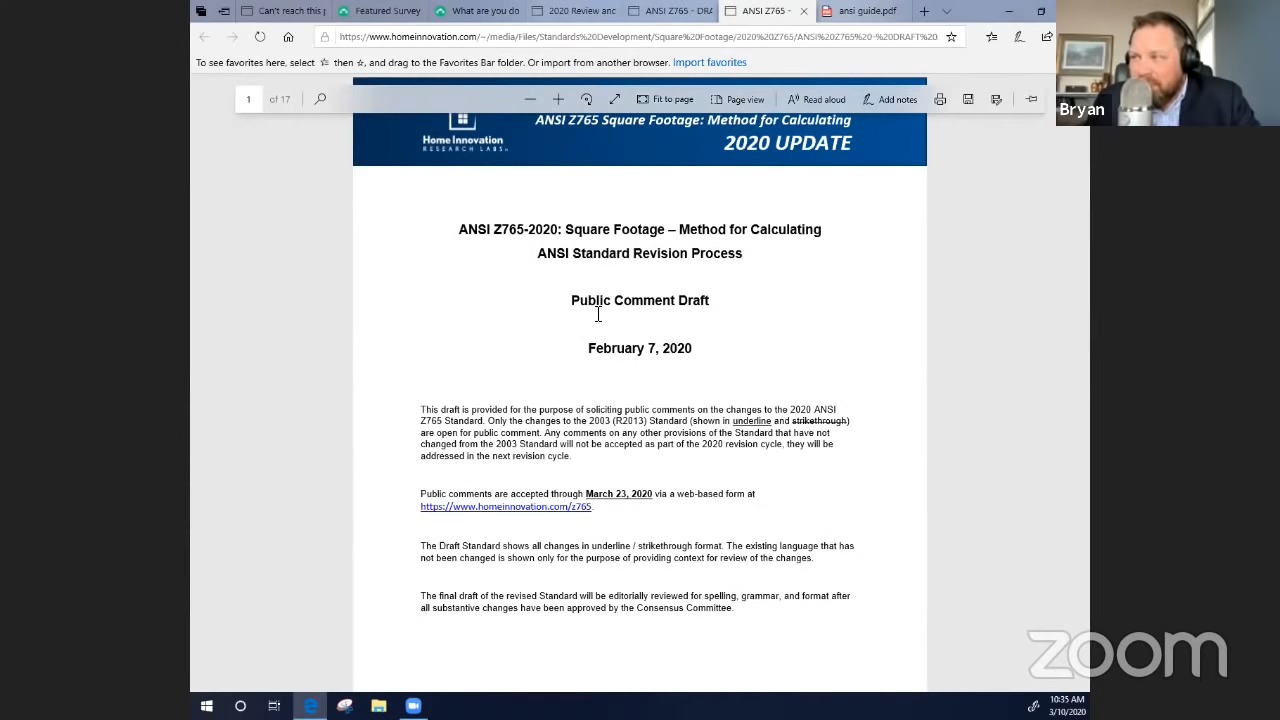 Can't reach this p
Featured Survey
What are you do
2020 Review anc
ANSI Z765 - DRA
ANSI Z765 -
ansi guide.pdf
https://www.homeinnovation.com/~/media/Files/Standards%20Development/Square%20Footage/2020%20Z765/ANSI%20Z765%20-%20DRAFT%20
To see favorites here, select ☆ then ☆, and drag to the Favorites Bar folder. Or import from another browser. Import favorites
1 of 17
Fit to page
Page view
Read aloud
Add notes
Bryan
Home Innovation
RESEARCH LABS
ANSI Z765 Square Footage: Method for Calculating
2020 UPDATE
ANSI Z765-2020: Square Footage – Method for Calculating
ANSI Standard Revision Process
Public Comment Draft
February 7, 2020
This draft is provided for the purpose of soliciting public comments on the changes to the 2020 ANSI
Z765 Standard. Only the changes to the 2003 (R2013) Standard (shown in underline and strikethrough)
are open for public comment. Any comments on any other provisions of the Standard that have not
changed from the 2003 Standard will not be accepted as part of the 2020 revision cycle, they will be
addressed in the next revision cycle.
Public comments are accepted through March 23, 2020 via a web-based form at
https://www.homeinnovation.com/z765.
The Draft Standard shows all changes in underline / strikethrough format. The existing language that has
not been changed is shown only for the purpose of providing context for review of the changes.
The final draft of the revised Standard will be editorially reviewed for spelling, grammar, and format after
all substantive changes have been approved by the Consensus Committee.
zoom
10:35 AM
3/10/2020